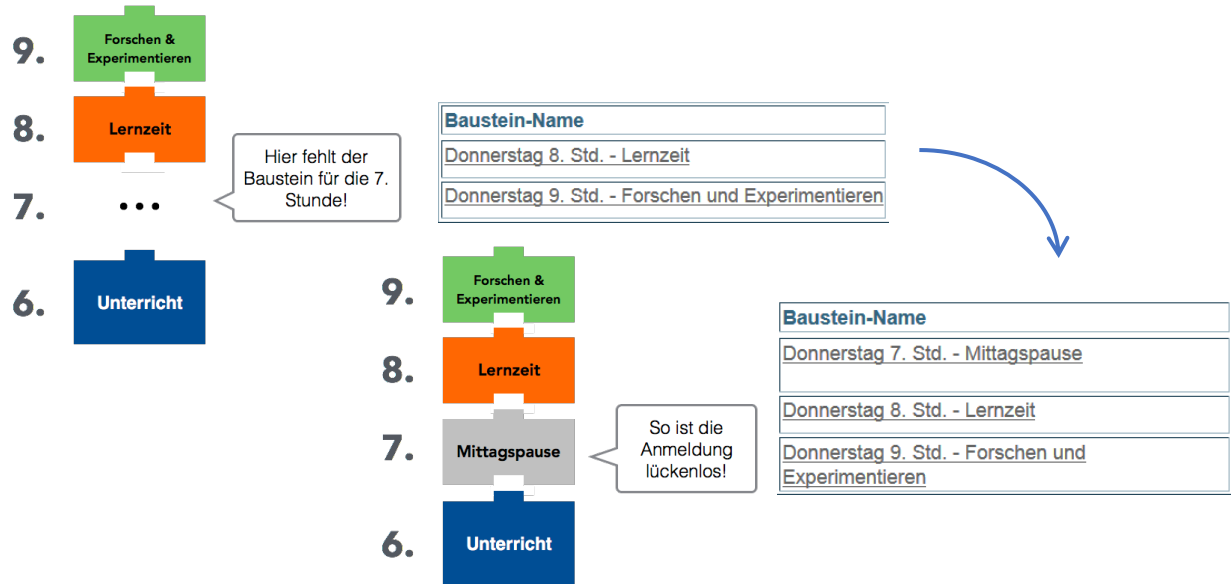 9.
Forschen &
Experimentieren
8.
Lernzeit
7.
...
6.
Unterricht
Hier fehlt der
Baustein für die 7.
Stunde!
Baustein-Name
Donnerstag 8. Std. - Lernzeit
Donnerstag 9. Std. - Forschen und Experimentieren
9.
Forschen &
Experimentieren
8.
Lernzeit
7.
Mittagspause
6.
Unterricht
So ist die
Anmeldung
lückenlos!
Baustein-Name
Donnerstag 7. Std. - Mittagspause
Donnerstag 8. Std. - Lernzeit
Donnerstag 9. Std. - Forschen und
Experimentieren